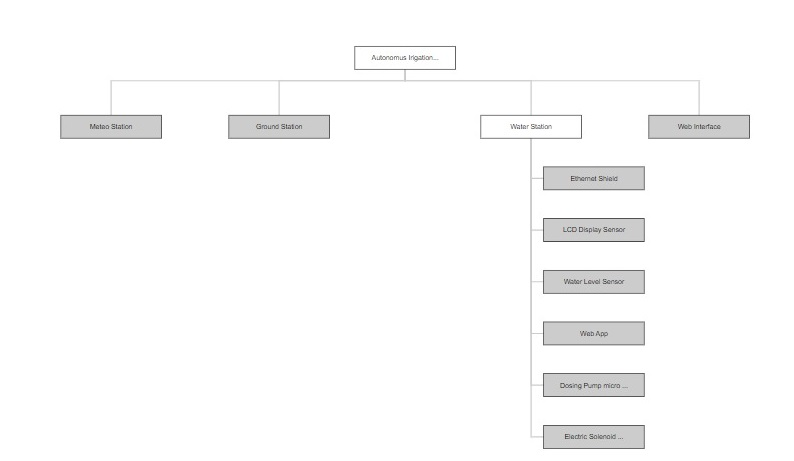 Autonomus Irigation...
Meteo Station
Ground Station
Water Station
Web Interface
Ethernet Shield
LCD Display Sensor
Water Level Sensor
Web App
Dosing Pump micro ...
Electric Solenoid ...